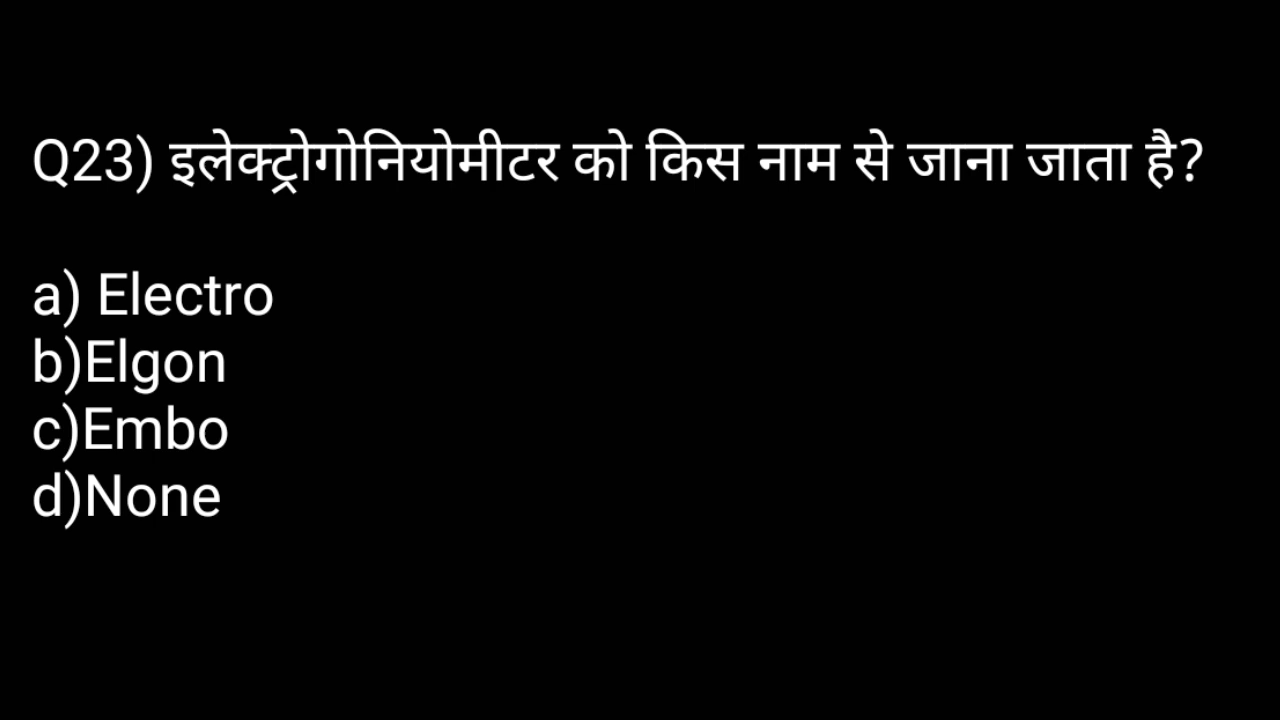 Q23) इलेक्ट्रोगोनियोमीटर को किस नाम से जाना जाता है?
a) Electro
b)Elgon
c)Embo
d)None